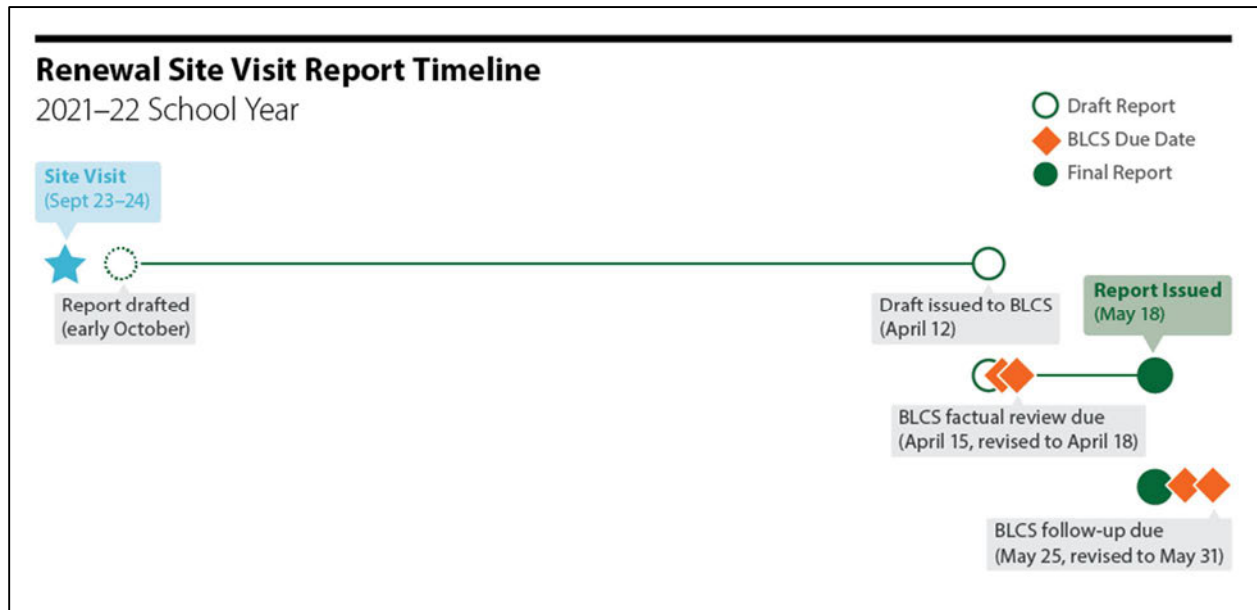 Renewal Site Visit Report Timeline
2021–22 School Year
Draft Report
BLCS Due Date
Final Report
Site Visit
(Sept 23–24)
Report drafted
(early October)
Draft issued to BLCS
(April 12)
Report Issued
(May 18)
BLCS factual review due
(April 15, revised to April 18)
BLCS follow-up due
(May 25, revised to May 31)